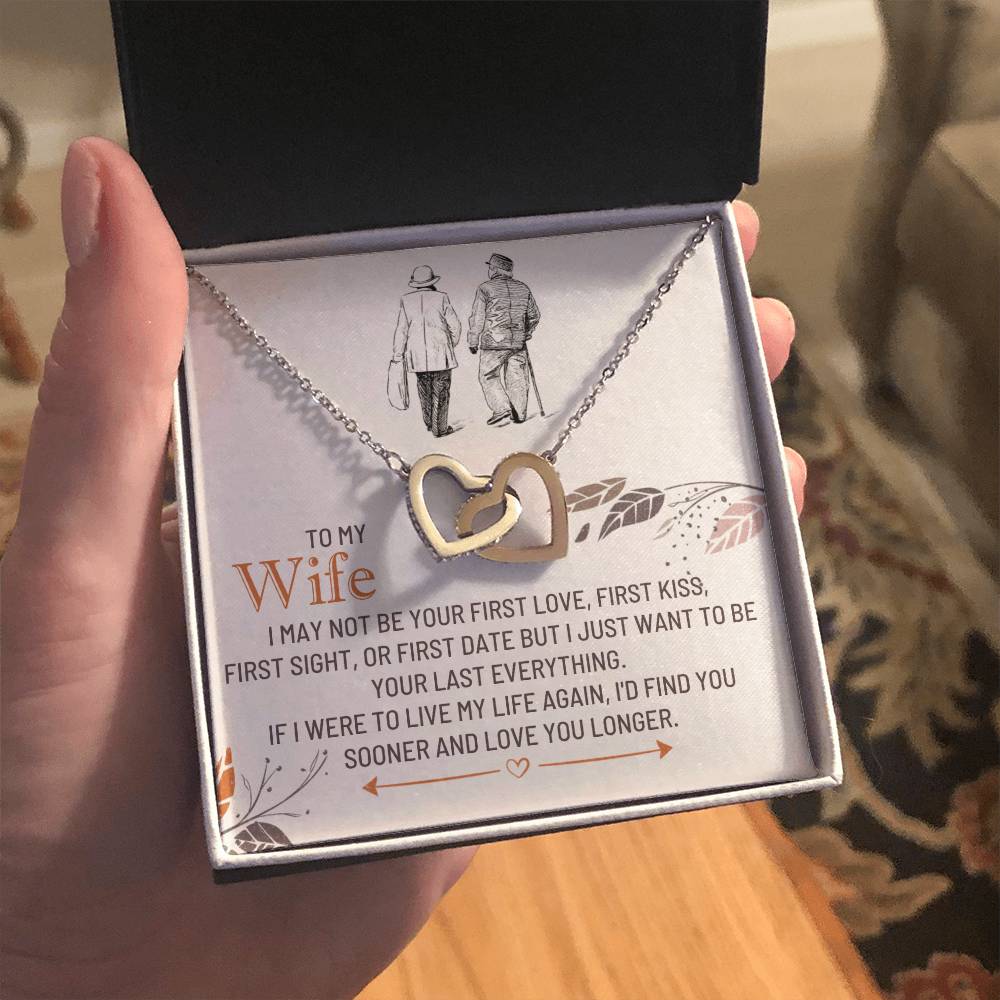 TO MY
Wife
I MAY NOT BE YOUR FIRST LOVE, FIRST KISS,
FIRST SIGHT, OR FIRST DATE BUT I JUST WANT TO BE
YOUR LAST EVERYTHING.
IF I WERE TO LIVE MY LIFE AGAIN, I'D FIND YOU
SOONER AND LOVE YOU LONGER.